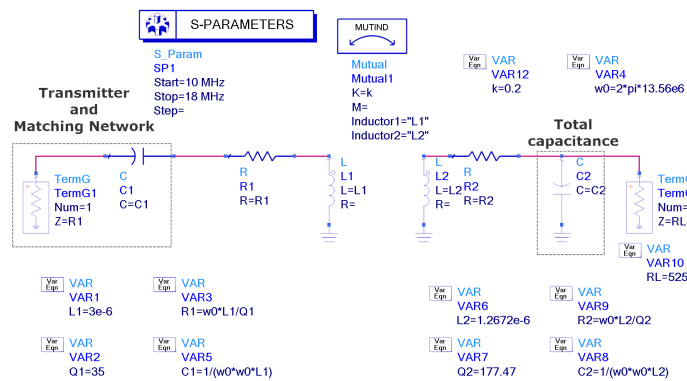 S-PARAMETERS
S_Param
SP1
Start=10 MHz
Stop=18 MHz
Step=
MUTIND
Mutual
Mutual1
K=k
M=
Inductor1="L1"
Inductor2="L2"
Var
Eqn
VAR
VAR12
k=0.2
Var
Eqn
VAR
VAR4
w0=2*pi*13.56e6
Transmitter
and
Matching Network
Total
capacitance
TermG
TermG1
Num=1
Z=R1
C
C1
C=C1
R
R1
R=R1
L
L1
L=L1
R=
L
L2
L=L2
R=
R
R2
R=R2
C
C2
C=C2
Num=
Z=RL
Var
Eqn
VAR
VAR10
RL=525
Var
Eqn
VAR
VAR1
L1=3e-6
Var
Eqn
VAR
VAR3
R1=w0*L1/Q1
Var
Eqn
VAR
VAR6
L2=1.2672e-6
Var
Eqn
VAR
VAR9
R2=w0*L2/Q2
Var
Eqn
VAR
VAR2
Q1=35
Var
Eqn
VAR
VAR5
C1=1/(w0*w0*L1)
Var
Eqn
VAR
VAR7
Q2=177.47
Var
Eqn
VAR
VAR8
C2=1/(w0*w0*L2)